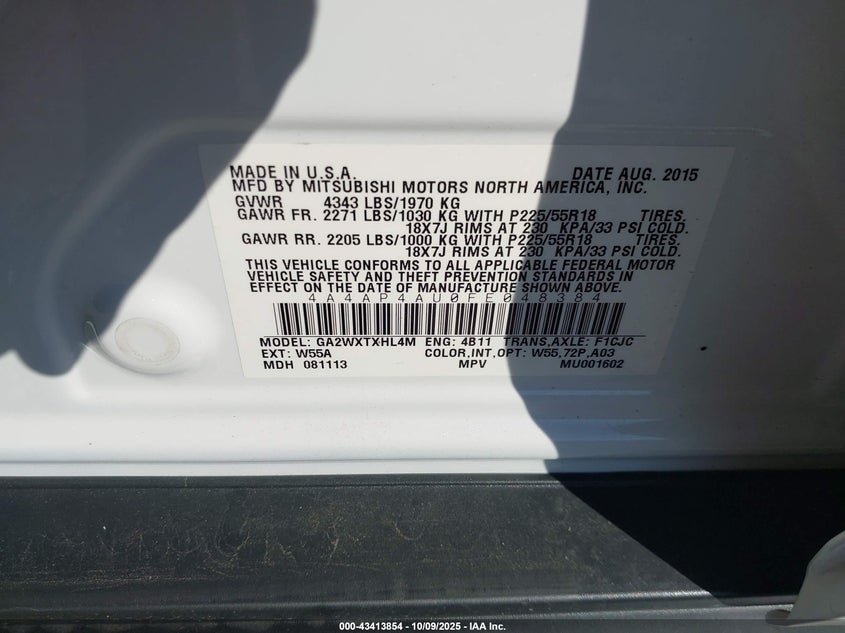 MADE IN U.S.A. DATE AUG. 2015
MFD BY MITSUBISHI MOTORS NORTH AMERICA, INC.
GVWR 4343 LBS/1970 KG
GAWR FR. 2271 LBS/1030 KG WITH P225/55R18 TIRES.
18X7J RIMS AT 230 KPA/33 PSI COLD.
GAWR RR. 2205 LBS/1000 KG WITH P225/55R18 TIRES.
18X7J RIMS AT 230 KPA/33 PSI COLD.
THIS VEHICLE CONFORMS TO ALL APPLICABLE FEDERAL MOTOR
VEHICLE SAFETY AND THEFT PREVENTION STANDARDS IN
EFFECT ON THE DATE OF MANUFACTURE SHOWN ABOVE.
4A4AP4AU0FE048384
MODEL: GA2WXTXHL4M ENG: 4B11 TRANS,AXLE: F1CJC
EXT: W55A COLOR,INT,OPT: W55,72P,A03
MDH 081113 MPV MU001602
000-43413854 - 10/09/2025 - IAA Inc.